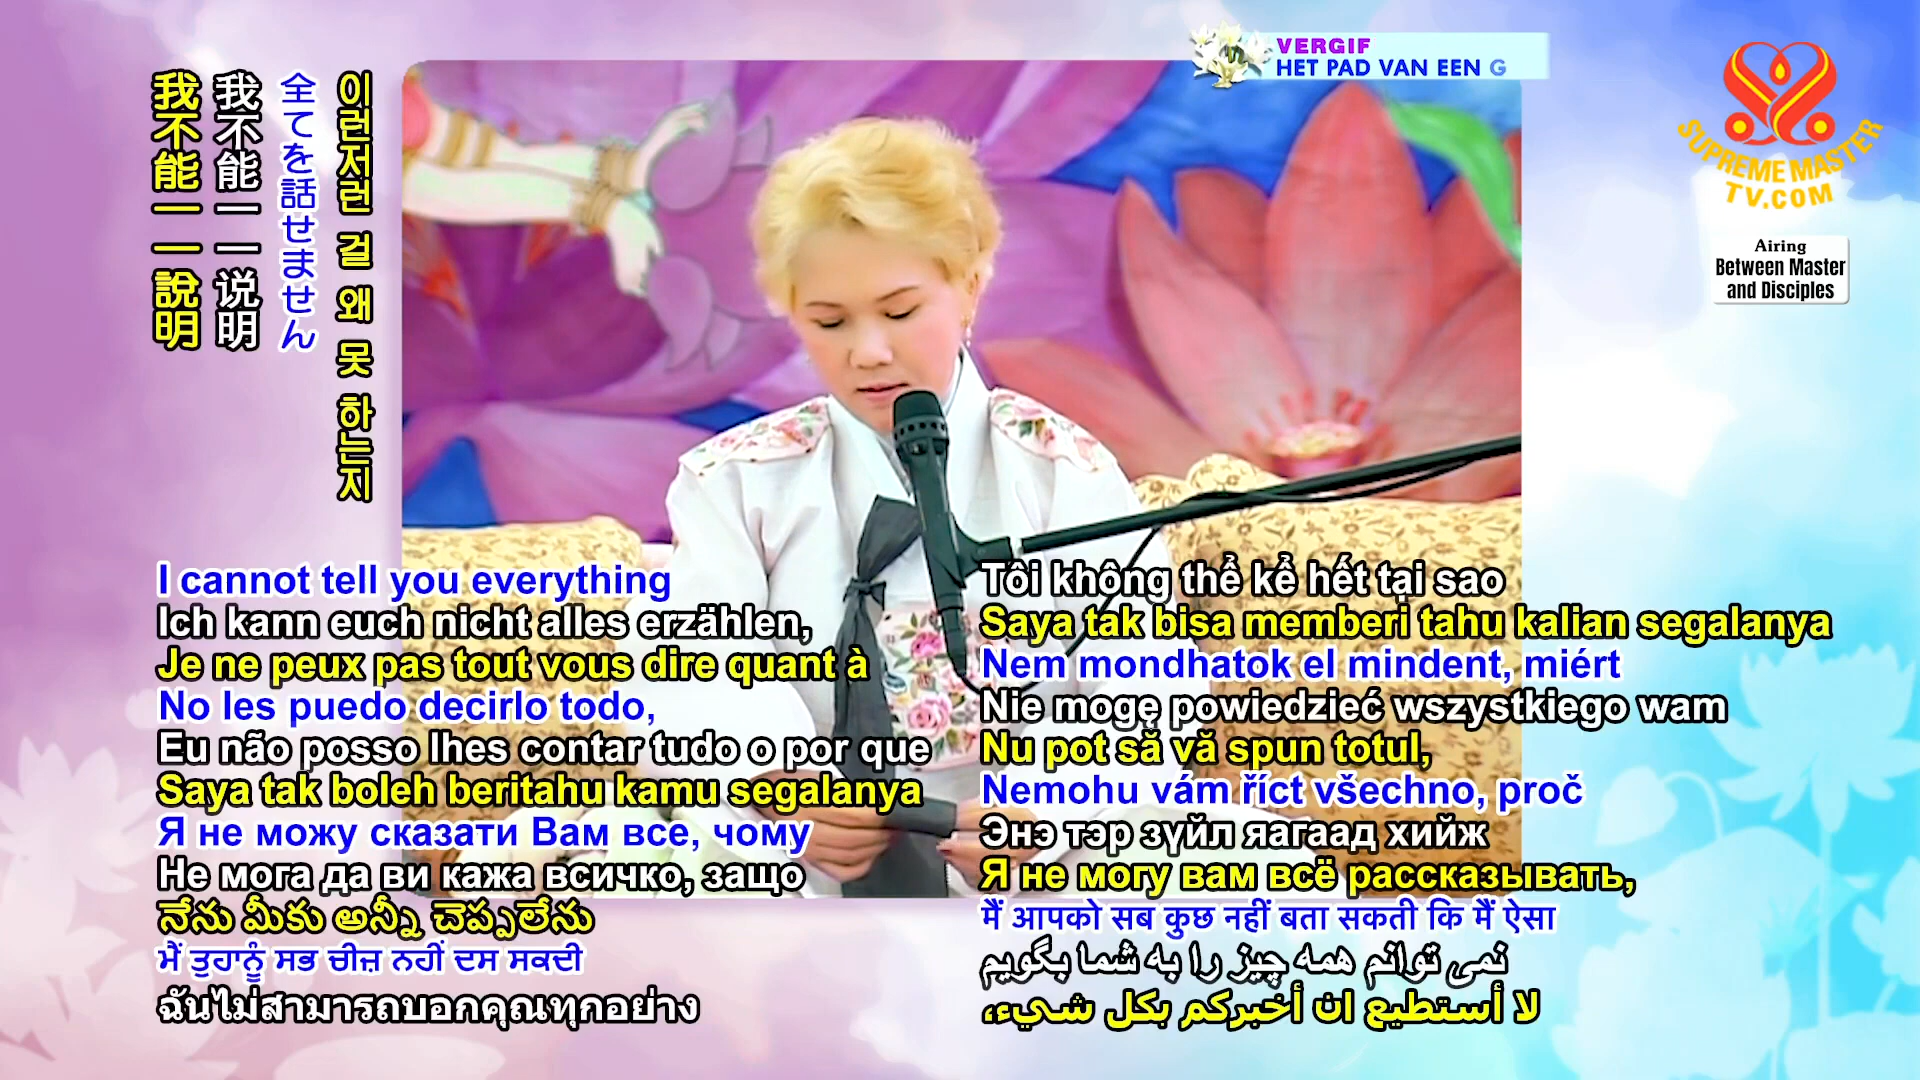 VERGIF
HET PAD VAN EEN G
SUPREME MASTER
TV.COM
Airing
Between Master
and Disciples
我不能一一說明
我不能一一说明
全てを話せません
이런저런 걸 왜 못 하는지
I cannot tell you everything
Ich kann euch nicht alles erzählen,
Je ne peux pas tout vous dire quant à
No les puedo decirlo todo,
Eu não posso lhes contar tudo o por que
Saya tak boleh beritahu kamu segalanya
Я не можу сказати Вам все, чому
Не мога да ви кажа всичко, защо
నేను మీకు అన్నీ చెప్పలేను
ਮੈਂ ਤੁਹਾਨੂੰ ਸਭ ਚੀਜ਼ ਨਹੀਂ ਦਸ ਸਕਦੀ
ฉันไม่สามารถบอกคุณทุกอย่าง
Tôi không thể kể hết tại sao
Saya tak bisa memberi tahu kalian segalanya
Nem mondhatok el mindent, miért
Nie mogę powiedzieć wszystkiego wam
Nu pot să vă spun totul,
Nemohu vám říct všechno, proč
Энэ тэр зүйл яагаад хийж
Я не могу вам всё рассказывать,
मैं आपको सब कुछ नहीं बता सकती कि मैं ऐसा
نمی توانم همه چیز را به شما بگویم
لا أستطيع ان أخبركم بكل شيء،